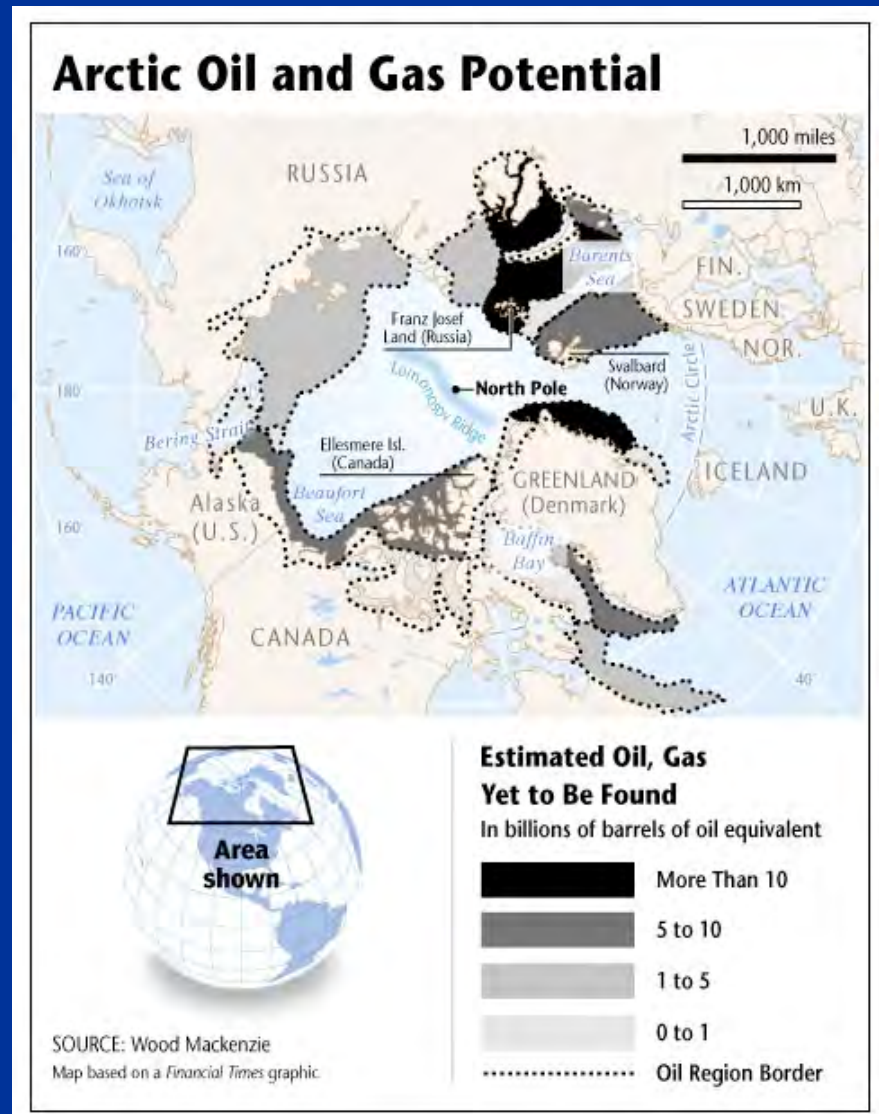 Arctic Oil and Gas Potential
1,000 miles
1,000 km
Sea of
Okhotsk
RUSSIA
160°
Barents
Sea
FIN.
SWEDEN
NOR.
Franz Josef
Land (Russia)
Svalbard
(Norway)
Lomonosov Ridge
North Pole
Arctic Circle
180°
U.K.
Bering Strait
Ellesmere Isl.
(Canada)
GREENLAND
(Denmark)
ICELAND
Alaska
(U.S.)
Beaufort
Sea
160°
Baffin
Bay
ATLANTIC
OCEAN
PACIFIC
OCEAN
CANADA
140°
40°
Area
shown
Estimated Oil, Gas
Yet to Be Found
In billions of barrels of oil equivalent
More Than 10
5 to 10
1 to 5
0 to 1
Oil Region Border
SOURCE: Wood Mackenzie
Map based on a Financial Times graphic